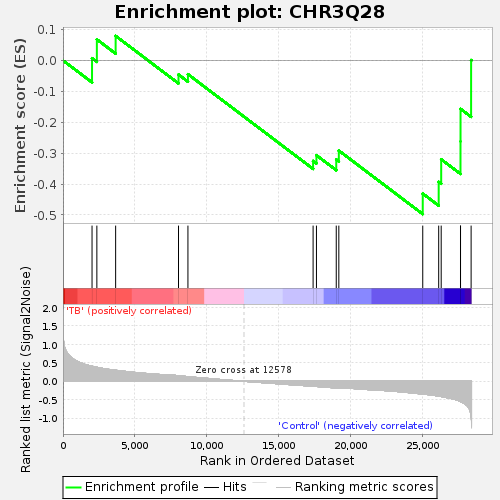 Enrichment plot: CHR3Q28
Enrichment score (ES)
0.1
0.0
-0.1
-0.2
-0.3
-0.4
-0.5
'TB' (positively correlated)
Ranked list metric (Signal2Noise)
2.0
1.5
1.0
0.5
0.0
-0.5
-1.0
Zero cross at 12578
'Control' (negatively correlated)
0 5,000 10,000 15,000 20,000 25,000
Rank in Ordered Dataset
Enrichment profile Hits Ranking metric scores